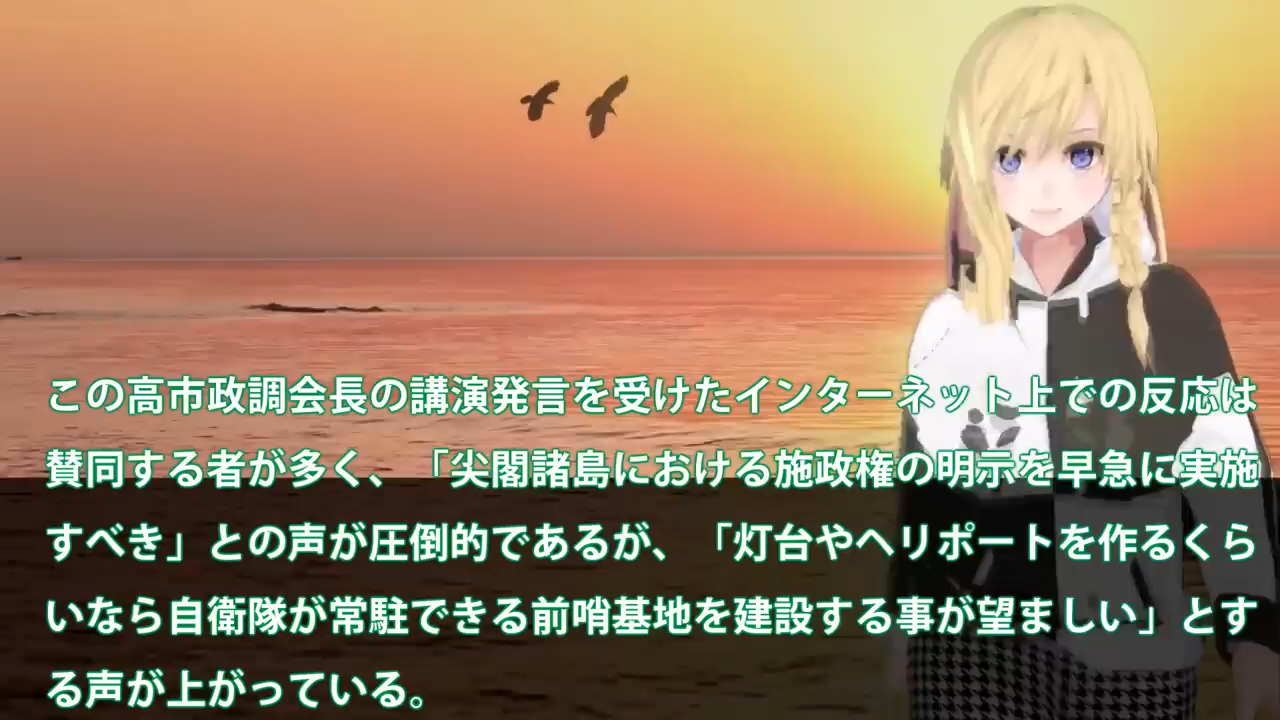 この高市政調会長の講演発言を受けたインターネット上での反応は
賛同する者が多く、「尖閣諸島における施政権の明示を早急に実施
すべき」との声が圧倒的であるが、「灯台やヘリポートを作るくら
いなら自衛隊が常駐できる前哨基地を建設する事が望ましい」とす
る声が上がっている。